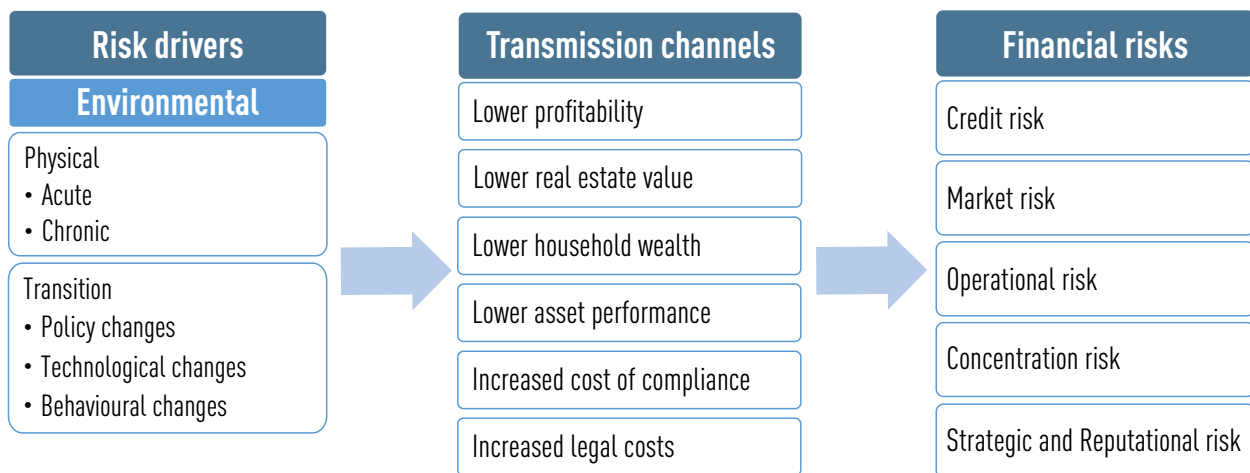 Risk drivers
Environmental
Physical
• Acute
• Chronic
Transition
• Policy changes
• Technological changes
• Behavioural changes
Transmission channels
Lower profitability
Lower real estate value
Lower household wealth
Lower asset performance
Increased cost of compliance
Increased legal costs
Financial risks
Credit risk
Market risk
Operational risk
Concentration risk
Strategic and Reputational risk